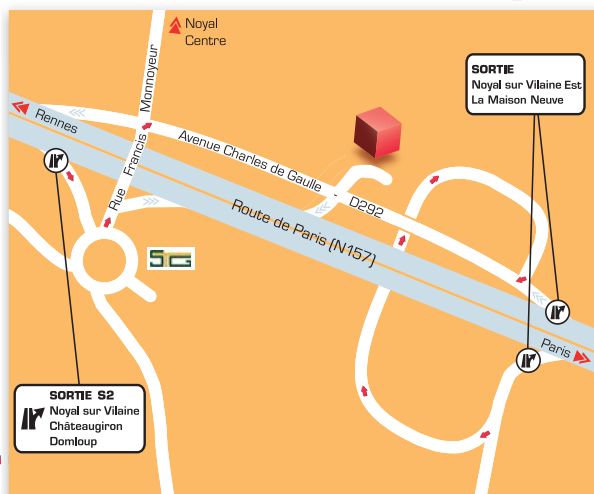 Noyal
Centre
SORTIE
Noyal sur Vilaine Est
La Maison Neuve
Rennes
Rue Francis Monnoyeur
Avenue Charles de Gaulle - D292
Route de Paris (N157)
STG
Paris
SORTIE S2
Noyal sur Vilaine
Châteaugiron
Domloup